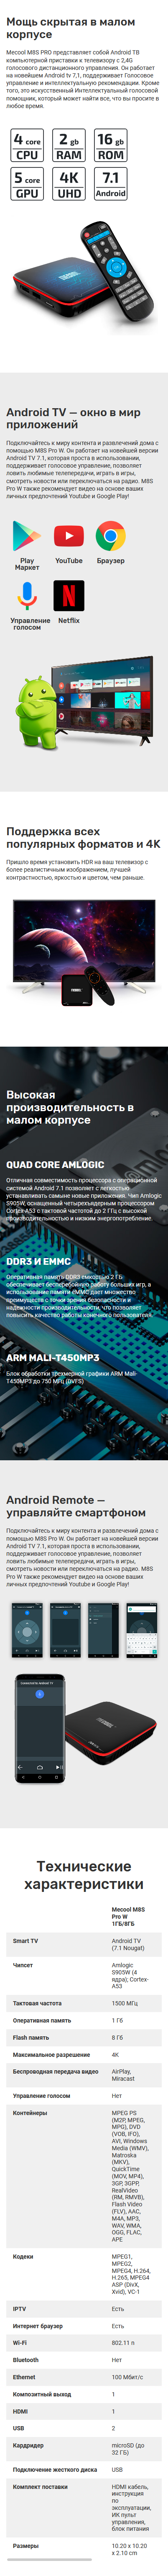 Мощь скрытая в малом
корпусе
Mecool M8S PRO представляет собой Android ТВ
компьютерной приставки к телевизору с 2,4G
голосового дистанционного управления. Он работает
на новейшем Android tv 7.1, поддерживает Голосовое
управление и интеллектуальную рекомендацию. Кроме
того, это искусственный Интеллектуальный голосовой
помощник, который может найти все, что вы просите в
любое время.
4 core CPU
2 gb RAM
16 gb ROM
5 core GPU
4K UHD
7.1 Android
Android TV — окно в мир
приложений
Подключайтесь к миру контента и развлечений дома с
помощью M8S Pro W. Он работает на новейшей версии
Android TV 7.1, которая проста в использовании,
поддерживает голосовое управление, позволяет
ловить любимые телепередачи, играть в игры,
смотреть новости или переключаться на радио. M8S
Pro W также рекомендует видео на основе ваших
личных предпочтений Youtube и Google Play!
Play
Маркет
YouTube
Браузер
Управление
голосом
Netflix
Поддержка всех
популярных форматов и 4K
Пришло время установить HDR на ваш телевизор с
более реалистичным изображением, лучшей
контрастностью, яркостью и цветом, чем раньше.
Высокая
производительность в
малом корпусе
QUAD CORE AMLOGIC
Отличная совместимость процессора с операционной
системой Android 7.1 позволяет с легкостью
устанавливать самые новые приложения. Чип Amlogic
S905W, оснащенный четырехъядерным процессором
Cortex-A53 с тактовой частотой до 2 ГГц с высокой
производительностью и низким энергопотребление.
DDR3 И EMMC
Оперативная память DDR3 емкостью 2 ГБ
обеспечивает бесперебойную работу больших игр, а
использование памяти eMMC дает множество
преимуществ с точки зрения безопасности и
надежности производительности, что позволяет
повысить качество работы конечного пользователя.
ARM MALI-T450MP3
Блок обработки трехмерной графики ARM Mali-
T450MP3 до 750 МГц (DVFS)
Android Remote —
управляйте смартфоном
Подключайтесь к миру контента и развлечений дома с
помощью M8S Pro W. Он работает на новейшей версии
Android TV 7.1, которая проста в использовании,
поддерживает голосовое управление, позволяет
ловить любимые телепередачи, играть в игры,
смотреть новости или переключаться на радио. M8S
Pro W также рекомендует видео на основе ваших
личных предпочтений Youtube и Google Play!
Технические
характеристики
Mecool M8S
Pro W
1ГБ/8ГБ
Smart TV Android TV
(7.1 Nougat)
Чипсет Amlogic
S905W (4
ядра); Cortex-
A53
Тактовая частота 1500 МГц
Оперативная память 1 Гб
Flash память 8 Гб
Максимальное разрешение 4K
Беспроводная передача видео AirPlay,
Miracast
Управление голосом Нет
Контейнеры MPEG PS
(M2P, MPEG,
MPG), DVD
(VOB, IFO),
AVI, Windows
Media (WMV),
Matroska
(MKV),
QuickTime
(MOV, MP4),
3GP, 3GPP,
RealVideo
(RM, RMVB),
Flash Video
(FLV), AAC,
M4A, MP3,
WAV, WMA,
OGG, FLAC,
APE
Кодеки MPEG1,
MPEG2,
MPEG4, H.264,
H.265, MPEG4
ASP (DivX,
Xvid), VC-1
IPTV Есть
Интернет браузер Есть
Wi-Fi 802.11 n
Bluetooth Нет
Ethernet 100 Мбит/с
Композитный выход 1
HDMI 1
USB 2
Кардридер microSD (до
32 ГБ)
Подключение жесткого диска USB
Комплект поставки HDMI кабель,
инструкция
по
эксплуатации,
ИК пульт
управления,
блок питания
Размеры 10.20 x 10.20
x 2.10 cm